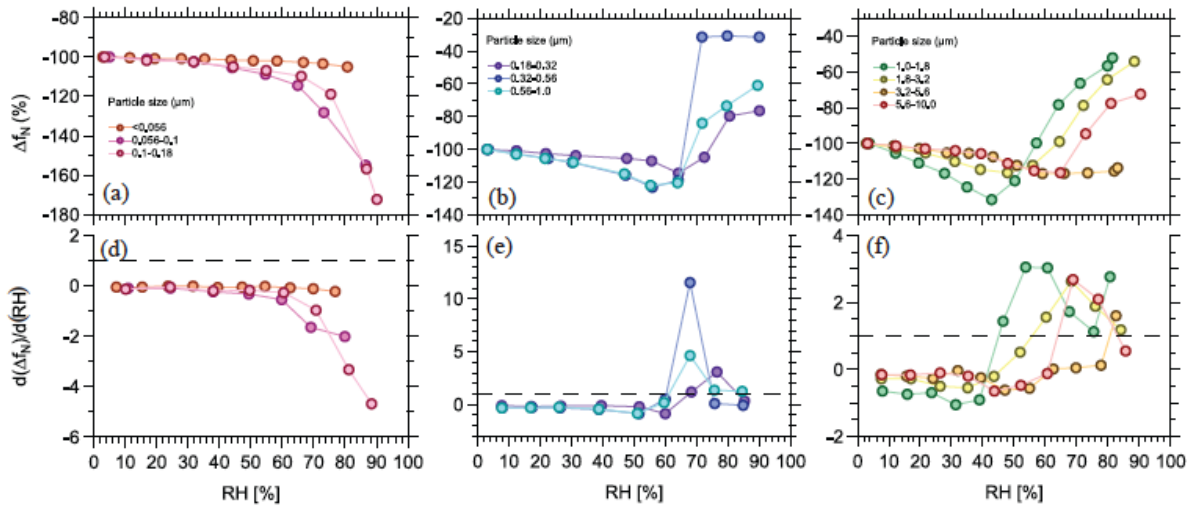 -80
-100
-120
-140
-160
-180
Δf_N (%)
Particle size (μm)
<0.056
0.056-0.1
0.1-0.18
(a)
-20
-40
-60
-80
-100
-120
-140
Particle size (μm)
0.18-0.32
0.32-0.56
0.56-1.0
(b)
-40
-60
-80
-100
-120
-140
Particle size (μm)
1.0-1.8
1.8-3.2
3.2-5.6
5.6-10.0
(c)
2
0
-2
-4
-6
d(Δf_N)/d(RH)
(d)
0 10 20 30 40 50 60 70 80 90 100
RH [%]
15
10
5
0
(e)
0 10 20 30 40 50 60 70 80 90 100
RH [%]
4
2
0
-2
(f)
0 10 20 30 40 50 60 70 80 90 100
RH [%]